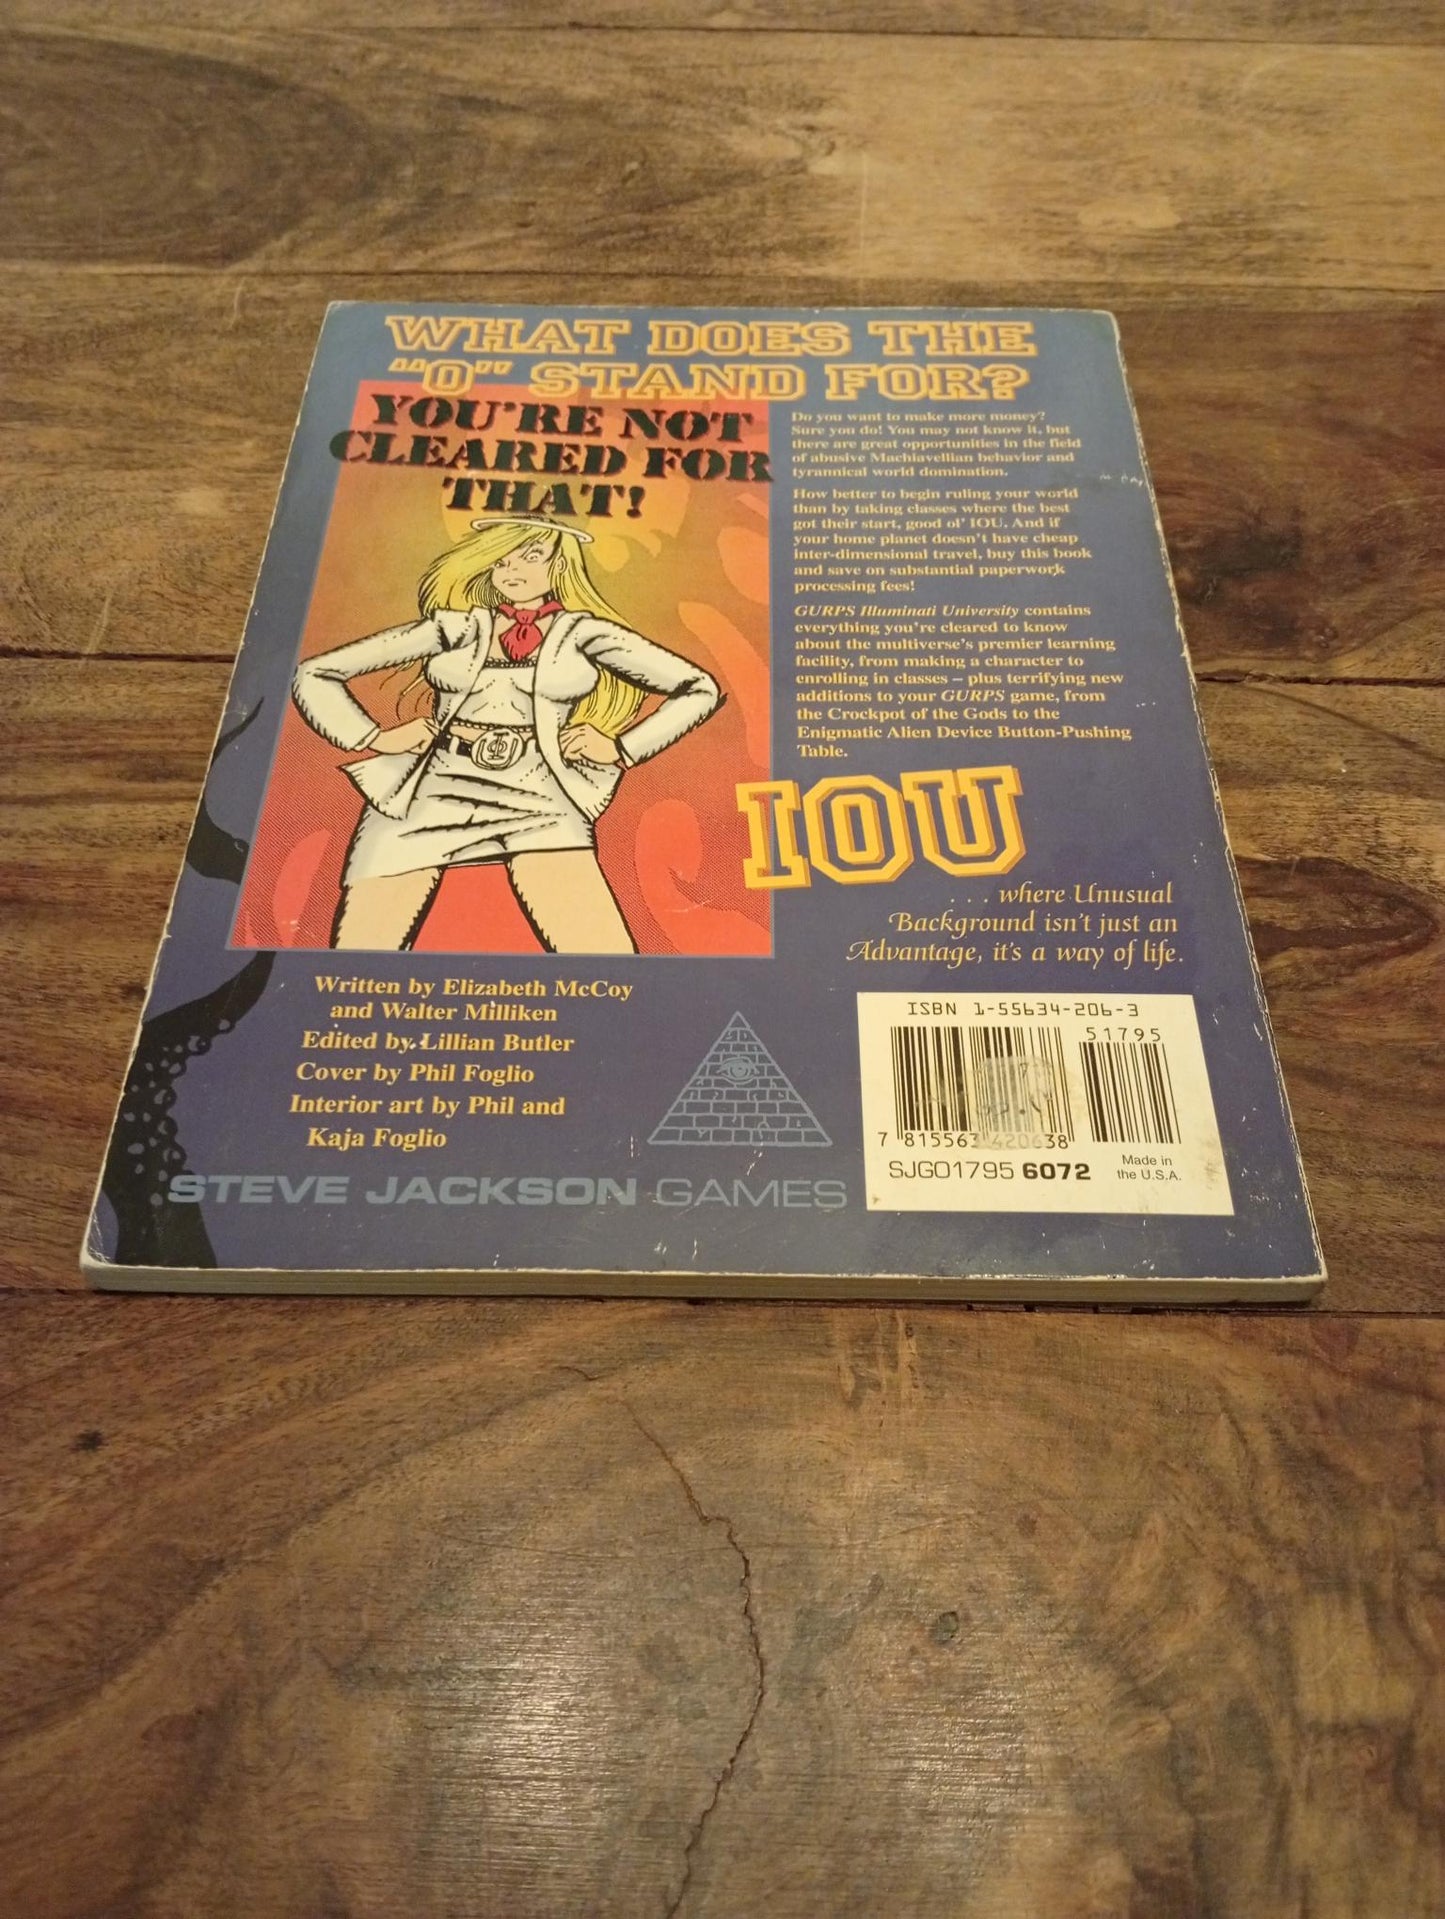 WHAT DOES THE
"O" STAND FOR?
YOU'RE NOT
CLEARED FOR
THAT!
Do you want to make more money?
Sure you do! You may not know it, but
there are great opportunities in the field
of abusive Machiavellian behavior and
tyrannical world domination.
How better to begin ruling your world
than by taking classes where the best
got their start, good ol' IOU. And if
your home planet doesn't have cheap
inter-dimensional travel, buy this book
and save on substantial paperwork
processing fees!
GURPS Illuminati University contains
everything you're cleared to know
about the multiverse's premier learning
facility, from making a character to
enrolling in classes – plus terrifying new
additions to your GURPS game, from
the Crockpot of the Gods to the
Enigmatic Alien Device Button-Pushing
Table.
IOU
IOU
. . . where Unusual
Background isn't just an
Advantage, it's a way of life.
Written by Elizabeth McCoy
and Walter Milliken
Edited by Lillian Butler
Cover by Phil Foglio
Interior art by Phil and
Kaja Foglio
STEVE JACKSON GAMES
ISBN 1-55634-206-3
51795
7 81556342063 8
SJG01795 6072
Made in
the U.S.A.